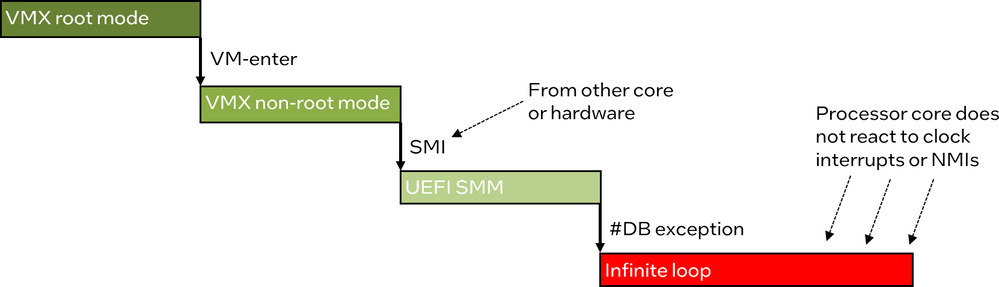 VMX root mode
VM-enter
VMX non-root mode
From other core
or hardware
SMI
Processor core does
not react to clock
interrupts or NMIs
UEFI SMM
#DB exception
Infinite loop